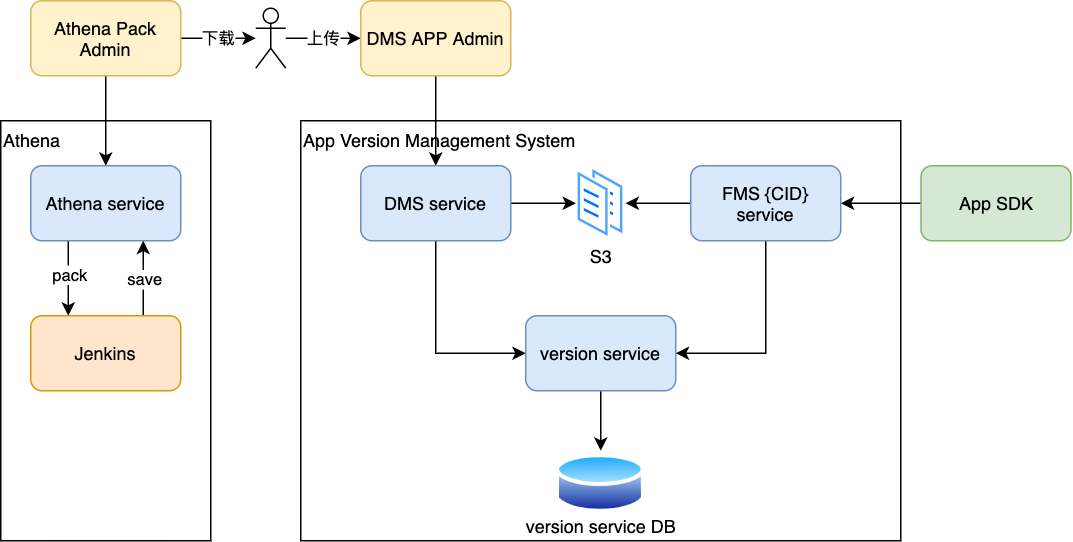 Athena Pack
Admin
下载
上传
DMS APP Admin
Athena
App Version Management System
Athena service
DMS service
FMS {CID}
service
App SDK
S3
pack
save
Jenkins
version service
version service DB